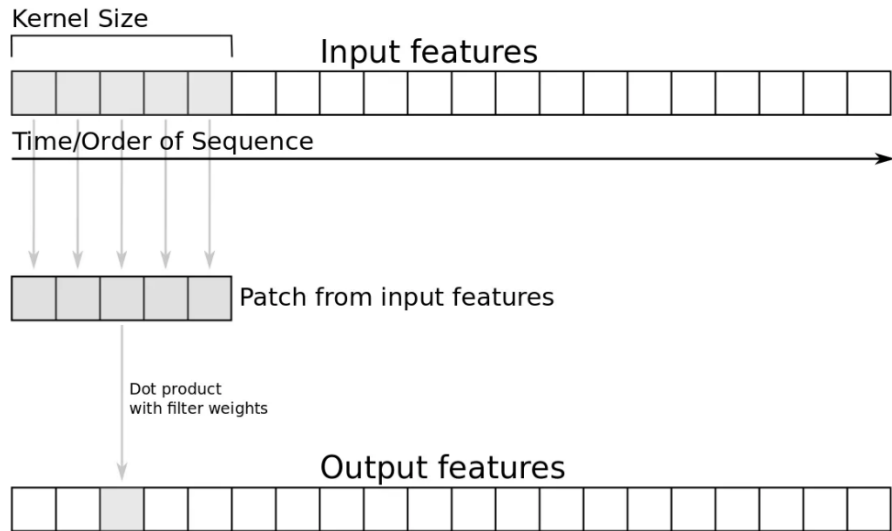 Kernel Size
Input features
Time/Order of Sequence
Patch from input features
Dot product
with filter weights
Output features